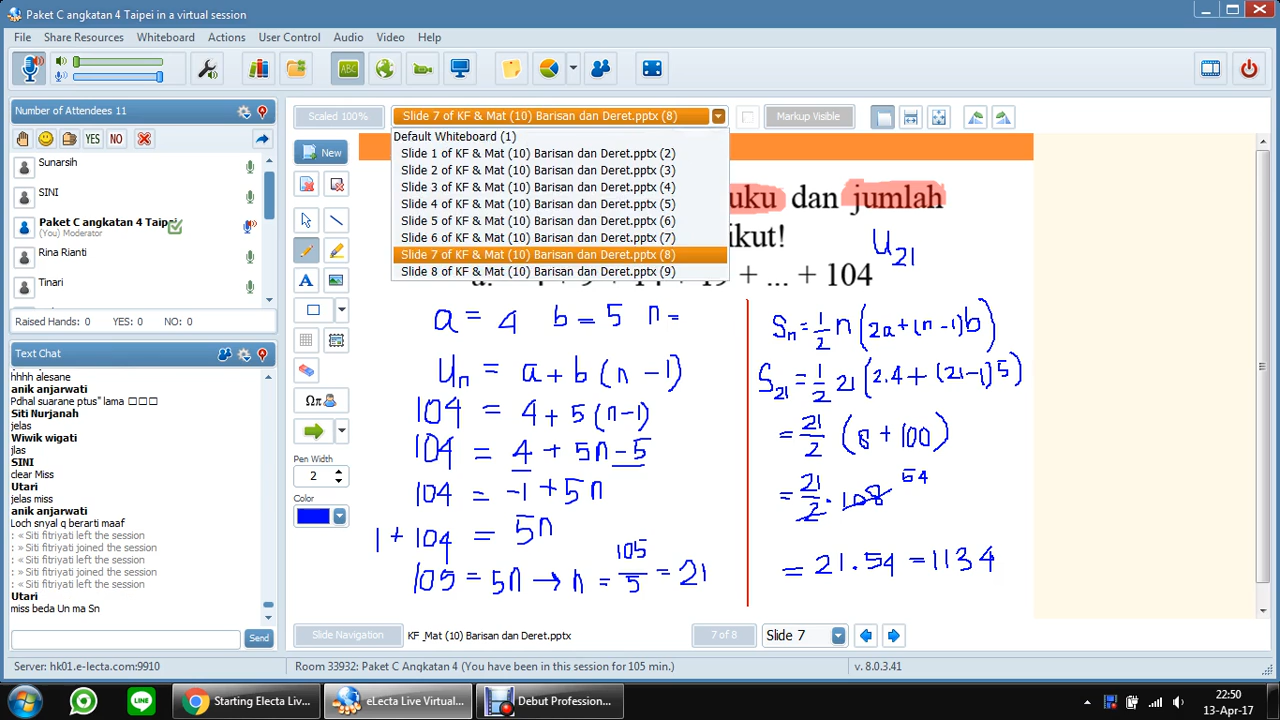 Paket C angkatan 4 Taipei in a virtual session
File Share Resources Whiteboard Actions User Control Audio Video Help
Number of Attendees 11
YES NO
Sunarsih
SINI
Paket C angkatan 4 Taipei
(You) Moderator
Rina Rianti
Tinari
Raised Hands: 0 YES: 0 NO: 0
Text Chat
hhhh alesane
anik anjarwati
Pdhal suarane ptus" lama □□□
Siti Nurjanah
jelas
Wiwik wigati
jlas
SINI
clear Miss
Utari
jelas miss
anik anjarwati
Loch snyal q berarti maaf
: « Siti fitriyati left the session
: » Siti fitriyati joined the session
: « Siti fitriyati left the session
: » Siti fitriyati joined the session
Utari
miss beda Un ma Sn
Send
Scaled 100%
Slide 7 of KF & Mat (10) Barisan dan Deret.pptx (8)
Markup Visible
Default Whiteboard (1)
Slide 1 of KF & Mat (10) Barisan dan Deret.pptx (2)
Slide 2 of KF & Mat (10) Barisan dan Deret.pptx (3)
Slide 3 of KF & Mat (10) Barisan dan Deret.pptx (4)
Slide 4 of KF & Mat (10) Barisan dan Deret.pptx (5)
Slide 5 of KF & Mat (10) Barisan dan Deret.pptx (6)
Slide 6 of KF & Mat (10) Barisan dan Deret.pptx (7)
Slide 7 of KF & Mat (10) Barisan dan Deret.pptx (8)
Slide 8 of KF & Mat (10) Barisan dan Deret.pptx (9)
New
ABC
A
Ωπ
Pen Width
2
Color
uku dan jumlah
ikut!
U21
+ ... + 104
a = 4 b = 5 n =
Un = a + b (n - 1)
104 = 4 + 5 (n-1)
104 = 4 + 5n - 5
104 = -1 + 5n
1 + 104 = 5n
105 = 5n → n = 105/5 = 21
Sn = 1/2 n (2a + (n-1)b)
S21 = 1/2 21 (2.4 + (21-1)5)
= 21/2 (8 + 100)
= 21/2 . 108 54
= 21.54 = 1134
Slide Navigation KF _Mat (10) Barisan dan Deret.pptx 7 of 8 Slide 7
Server: hk01.e-lecta.com:9910 Room 33932: Paket C Angkatan 4 (You have been in this session for 105 min.) v. 8.0.3.41
LINE
Starting Electa Liv...
eLecta Live Virtual...
Debut Profession...
22:50
13-Apr-17